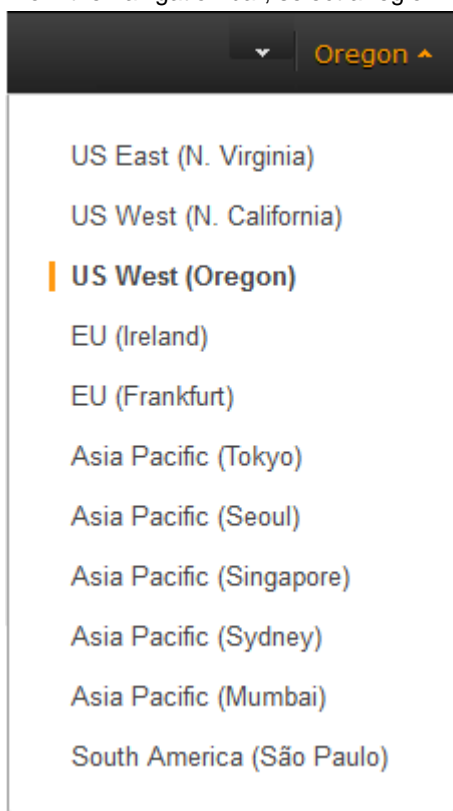 Oregon
US East (N. Virginia)
US West (N. California)
US West (Oregon)
EU (Ireland)
EU (Frankfurt)
Asia Pacific (Tokyo)
Asia Pacific (Seoul)
Asia Pacific (Singapore)
Asia Pacific (Sydney)
Asia Pacific (Mumbai)
South America (São Paulo)